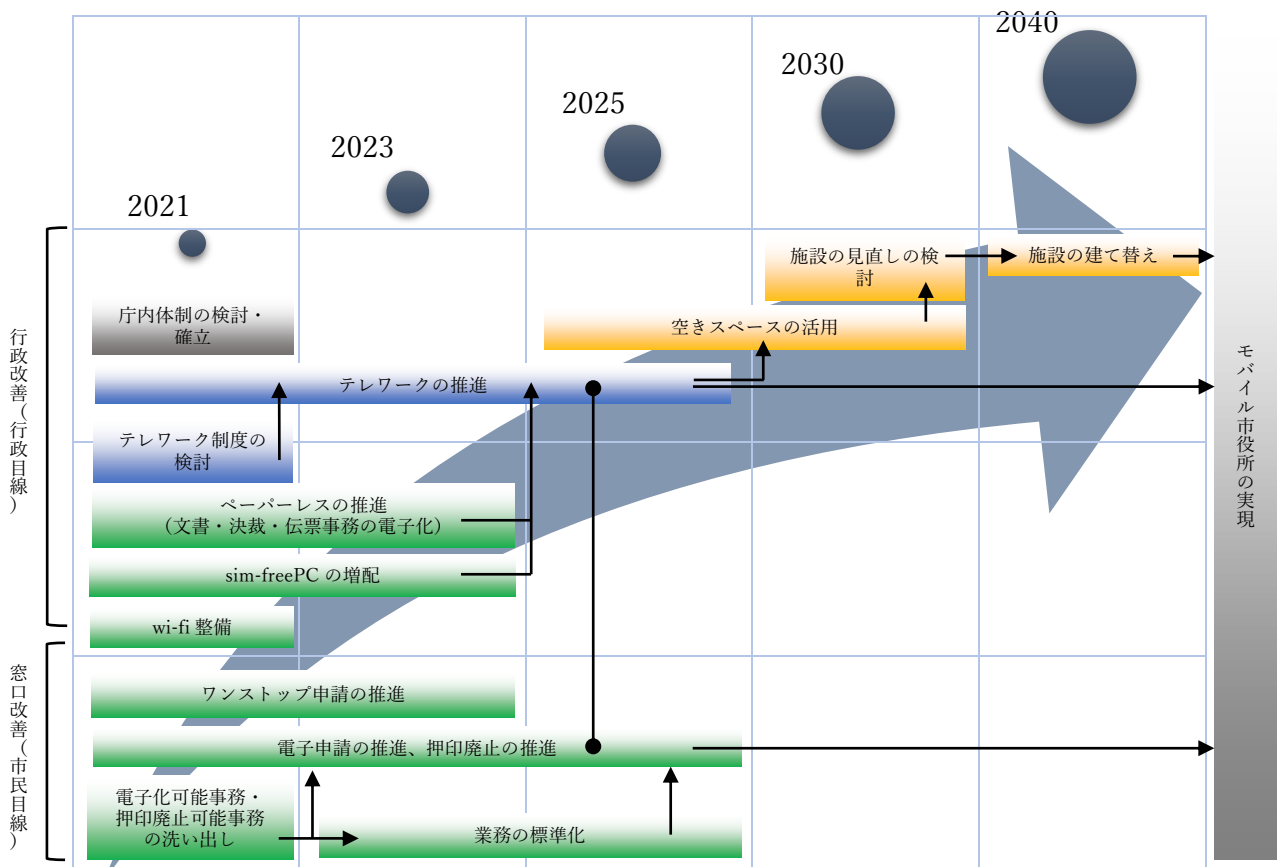 2021
2023
2025
2030
2040
行政改善(行政目線)
庁内体制の検討・
確立
施設の見直しの検
討
施設の建て替え
空きスペースの活用
テレワークの推進
テレワーク制度の
検討
ペーパーレスの推進
（文書・決裁・伝票事務の電子化）
sim-freePC の増配
wi-fi 整備
窓口改善(市民目線)
ワンストップ申請の推進
電子申請の推進、押印廃止の推進
電子化可能事務・
押印廃止可能事務
の洗い出し
業務の標準化
モバイル市役所の実現